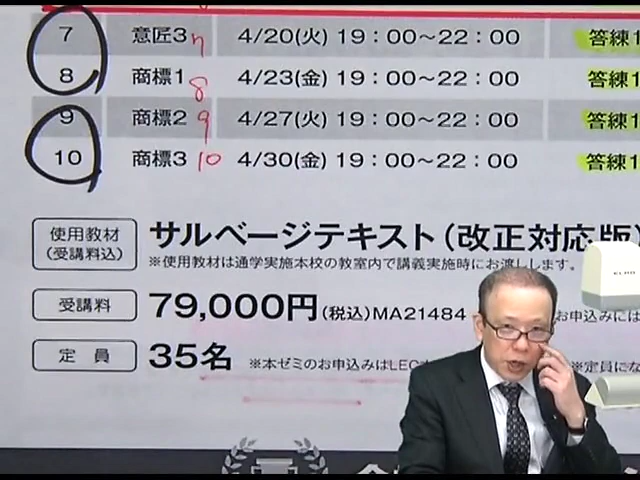 7 意匠3 7 4/20(火) 19：00～22：00 答練1
8 商標1 8 4/23(金) 19：00～22：00 答練1
9 商標2 9 4/27(火) 19：00～22：00 答練1
10 商標3 10 4/30(金) 19：00～22：00 答練1
使用教材
(受講料込)
サルベージテキスト(改正対応版)
※使用教材は通学実施本校の教室内で講義実施時にお渡しします。
受講料 79,000円(税込)MA21484 お申込みには
定員 35名 ※本ゼミのお申込みはLEC ※定員にな
ELMO